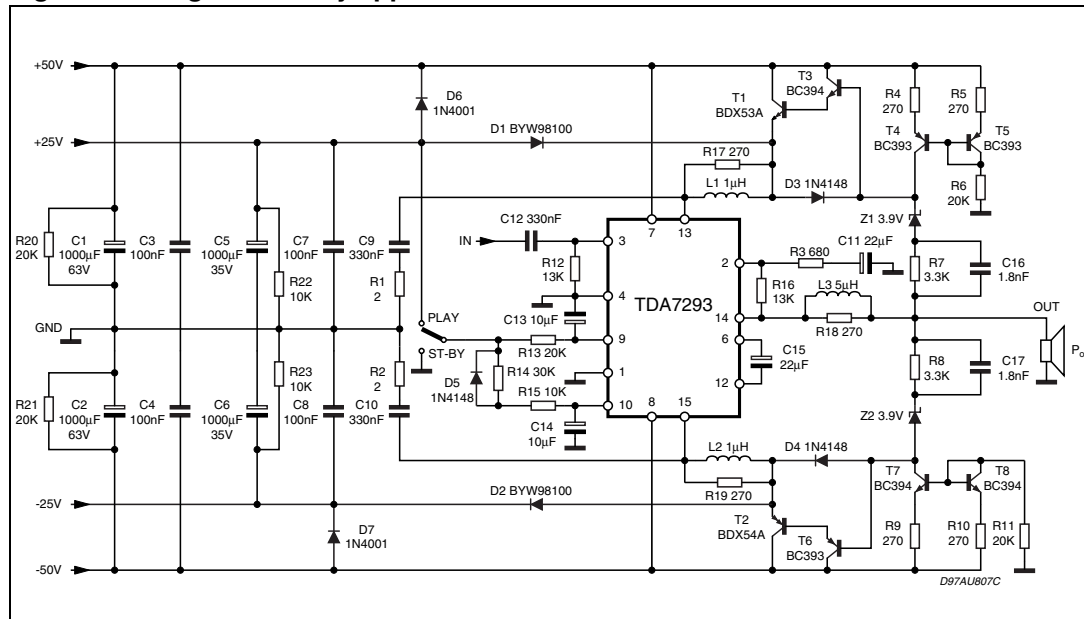 +50V
+25V
GND
-25V
-50V
R20
20K
R21
20K
C1
1000μF
63V
C2
1000μF
63V
C3
100nF
C4
100nF
C5
1000μF
35V
C6
1000μF
35V
R22
10K
R23
10K
C7
100nF
C8
100nF
C9
330nF
R1
2
R2
2
C10
330nF
D6
1N4001
D1 BYW98100
D2 BYW98100
D7
1N4001
PLAY
ST-BY
IN
C12 330nF
R12
13K
C13 10μF
R13 20K
R14 30K
D5
1N4148
R15 10K
C14
10μF
TDA7293
3
4
9
1
10
7
13
8
15
2
14
6
12
R17 270
L1 1μH
D3 1N4148
T1
BDX53A
T3
BC394
R4
270
R5
270
T4
BC393
T5
BC393
R6
20K
Z1 3.9V
R3 680
C11 22μF
R16
13K
L3 5μH
R18 270
C15
22μF
R7
3.3K
C16
1.8nF
OUT
Po
R8
3.3K
C17
1.8nF
Z2 3.9V
L2 1μH
D4 1N4148
R19 270
T2
BDX54A
T6
BC393
T7
BC394
T8
BC394
R9
270
R10
270
R11
20K
D97AU807C